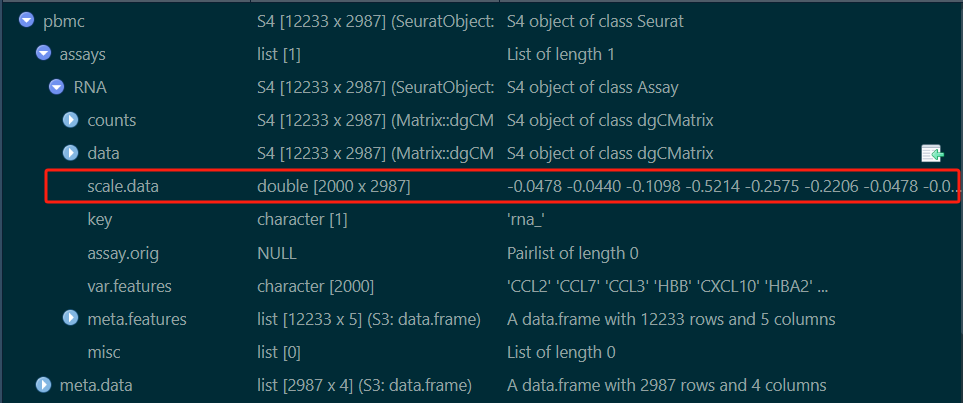 pbmc S4 [12233 x 2987] (SeuratObject: S4 object of class Seurat
assays list [1] List of length 1
RNA S4 [12233 x 2987] (SeuratObject: S4 object of class Assay
counts S4 [12233 x 2987] (Matrix::dgCM S4 object of class dgCMatrix
data S4 [12233 x 2987] (Matrix::dgCM S4 object of class dgCMatrix
scale.data double [2000 x 2987] -0.0478 -0.0440 -0.1098 -0.5214 -0.2575 -0.2206 -0.0478 -0.0...
key character [1] 'rna_'
assay.orig NULL Pairlist of length 0
var.features character [2000] 'CCL2' 'CCL7' 'CCL3' 'HBB' 'CXCL10' 'HBA2' ...
meta.features list [12233 x 5] (S3: data.frame) A data.frame with 12233 rows and 5 columns
misc list [0] List of length 0
meta.data list [2987 x 4] (S3: data.frame) A data.frame with 2987 rows and 4 columns